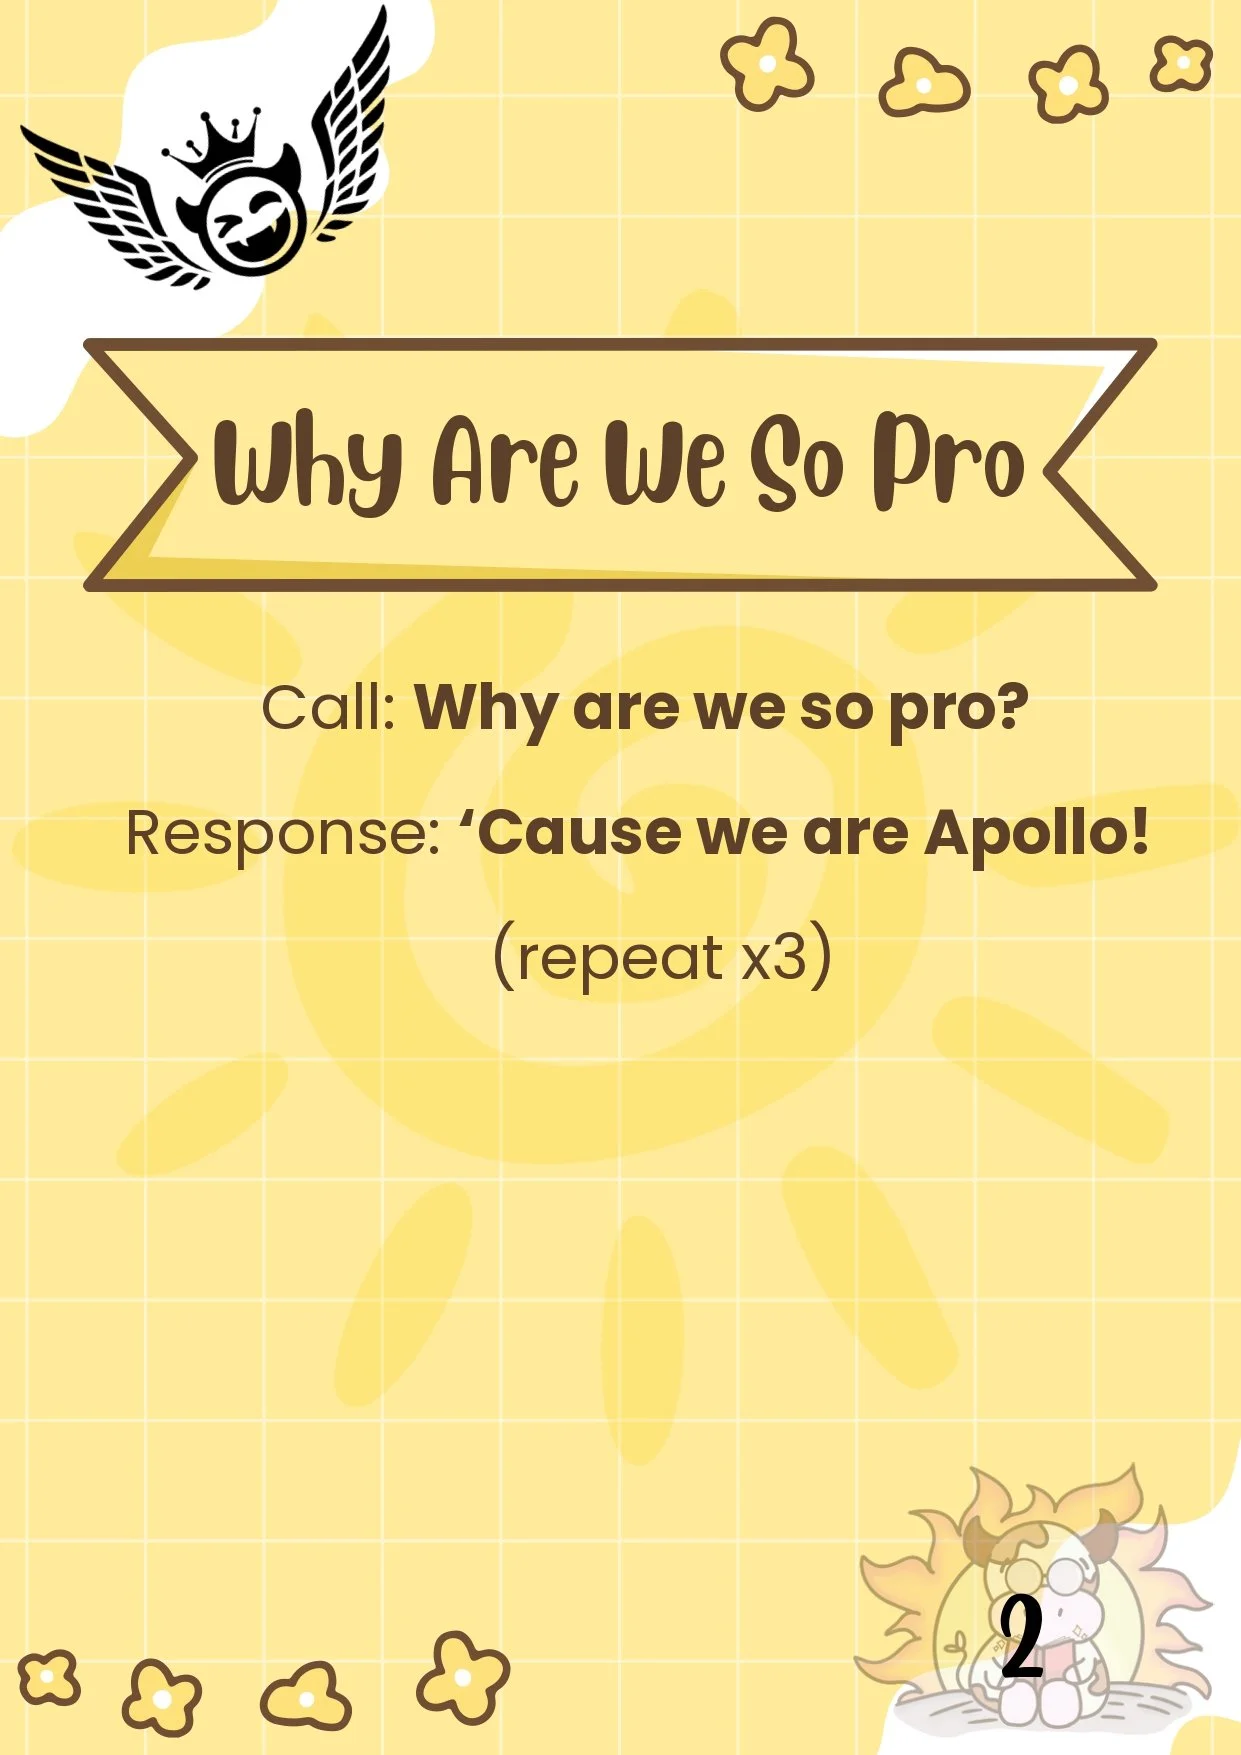 Why Are We So Pro
Call: Why are we so pro?
Response: ‘Cause we are Apollo!
(repeat x3)
2